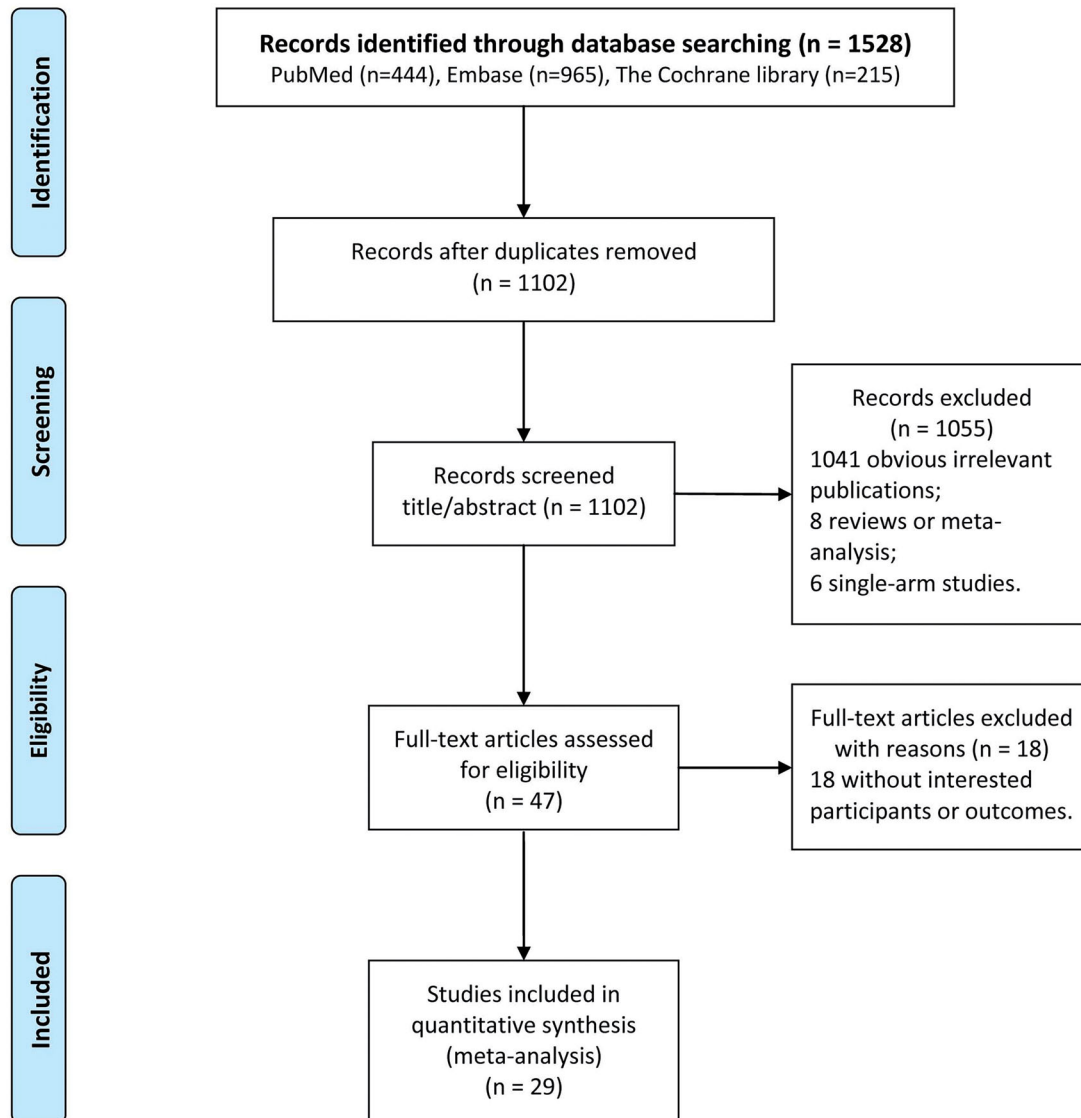 Identification
Records identified through database searching (n = 1528)
PubMed (n=444), Embase (n=965), The Cochrane library (n=215)
Records after duplicates removed
(n = 1102)
Screening
Records screened
title/abstract (n = 1102)
Records excluded
(n = 1055)
1041 obvious irrelevant
publications;
8 reviews or meta-
analysis;
6 single-arm studies.
Eligibility
Full-text articles assessed
for eligibility
(n = 47)
Full-text articles excluded
with reasons (n = 18)
18 without interested
participants or outcomes.
Included
Studies included in
quantitative synthesis
(meta-analysis)
(n = 29)